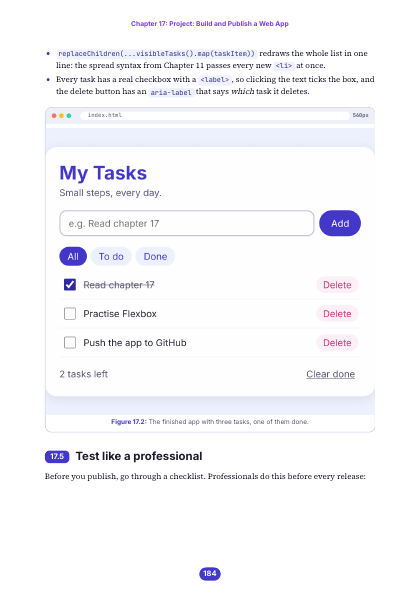 Chapter 17: Project: Build and Publish a Web App
• replaceChildren(...visibleTasks().map(taskItem)) redraws the whole list in one
line: the spread syntax from Chapter 11 passes every new <li> at once.
• Every task has a real checkbox with a <label>, so clicking the text ticks the box, and
the delete button has an aria-label that says which task it deletes.
index.html 560px
My Tasks
Small steps, every day.
e.g. Read chapter 17 Add
All To do Done
Read chapter 17 Delete
Practise Flexbox Delete
Push the app to GitHub Delete
2 tasks left Clear done
Figure 17.2: The finished app with three tasks, one of them done.
17.5 Test like a professional
Before you publish, go through a checklist. Professionals do this before every release:
184